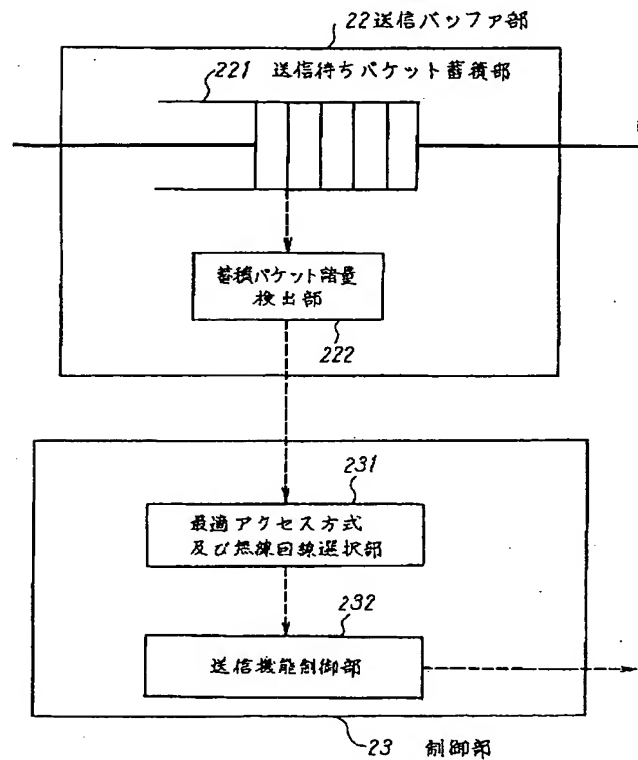 22送信バッファ部
221 送信待ちパケット蓄積部
蓄積パケット諸量
検出部
222
231
最適アクセス方式
及び無線回線選択部
232
送信機能制御部
23 制御部